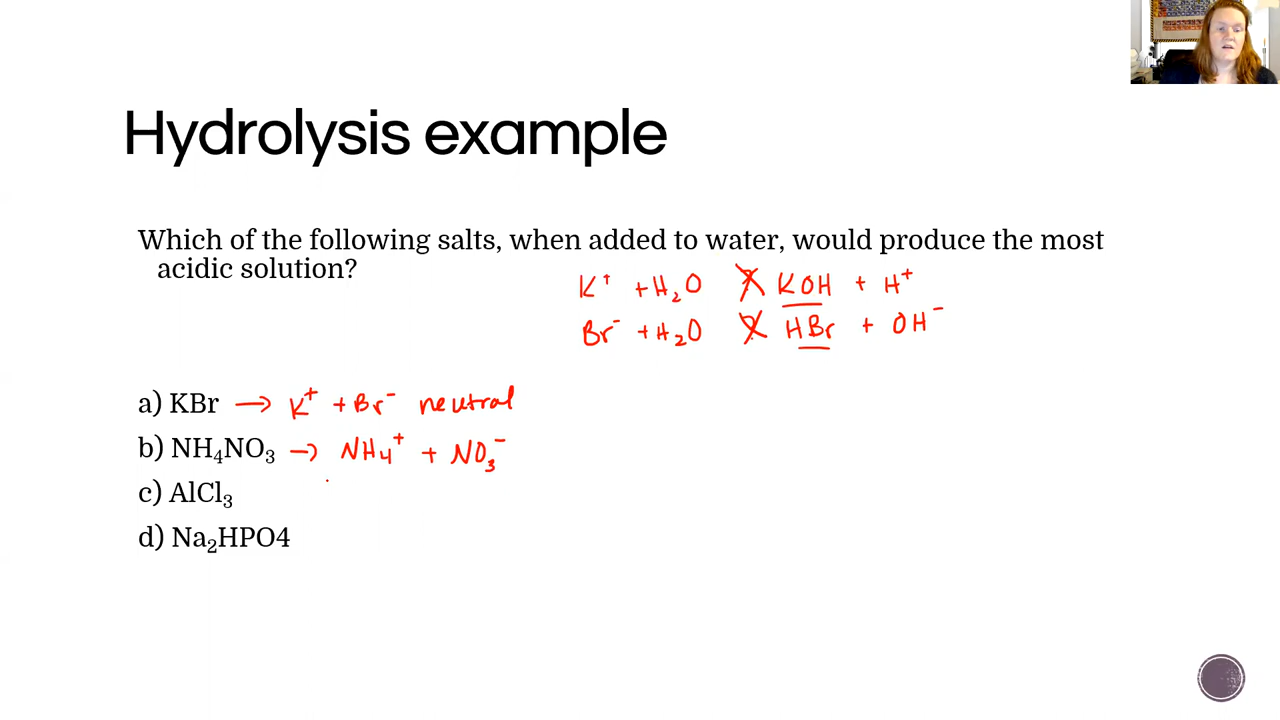 Hydrolysis example
Which of the following salts, when added to water, would produce the most
acidic solution?
K⁺ + H₂O ✗ KOH + H⁺
Br⁻ + H₂O ✗ HBr + OH⁻
a) KBr → K⁺ + Br⁻ neutral
b) NH₄NO₃ → NH₄⁺ + NO₃⁻
c) AlCl₃
d) Na₂HPO4